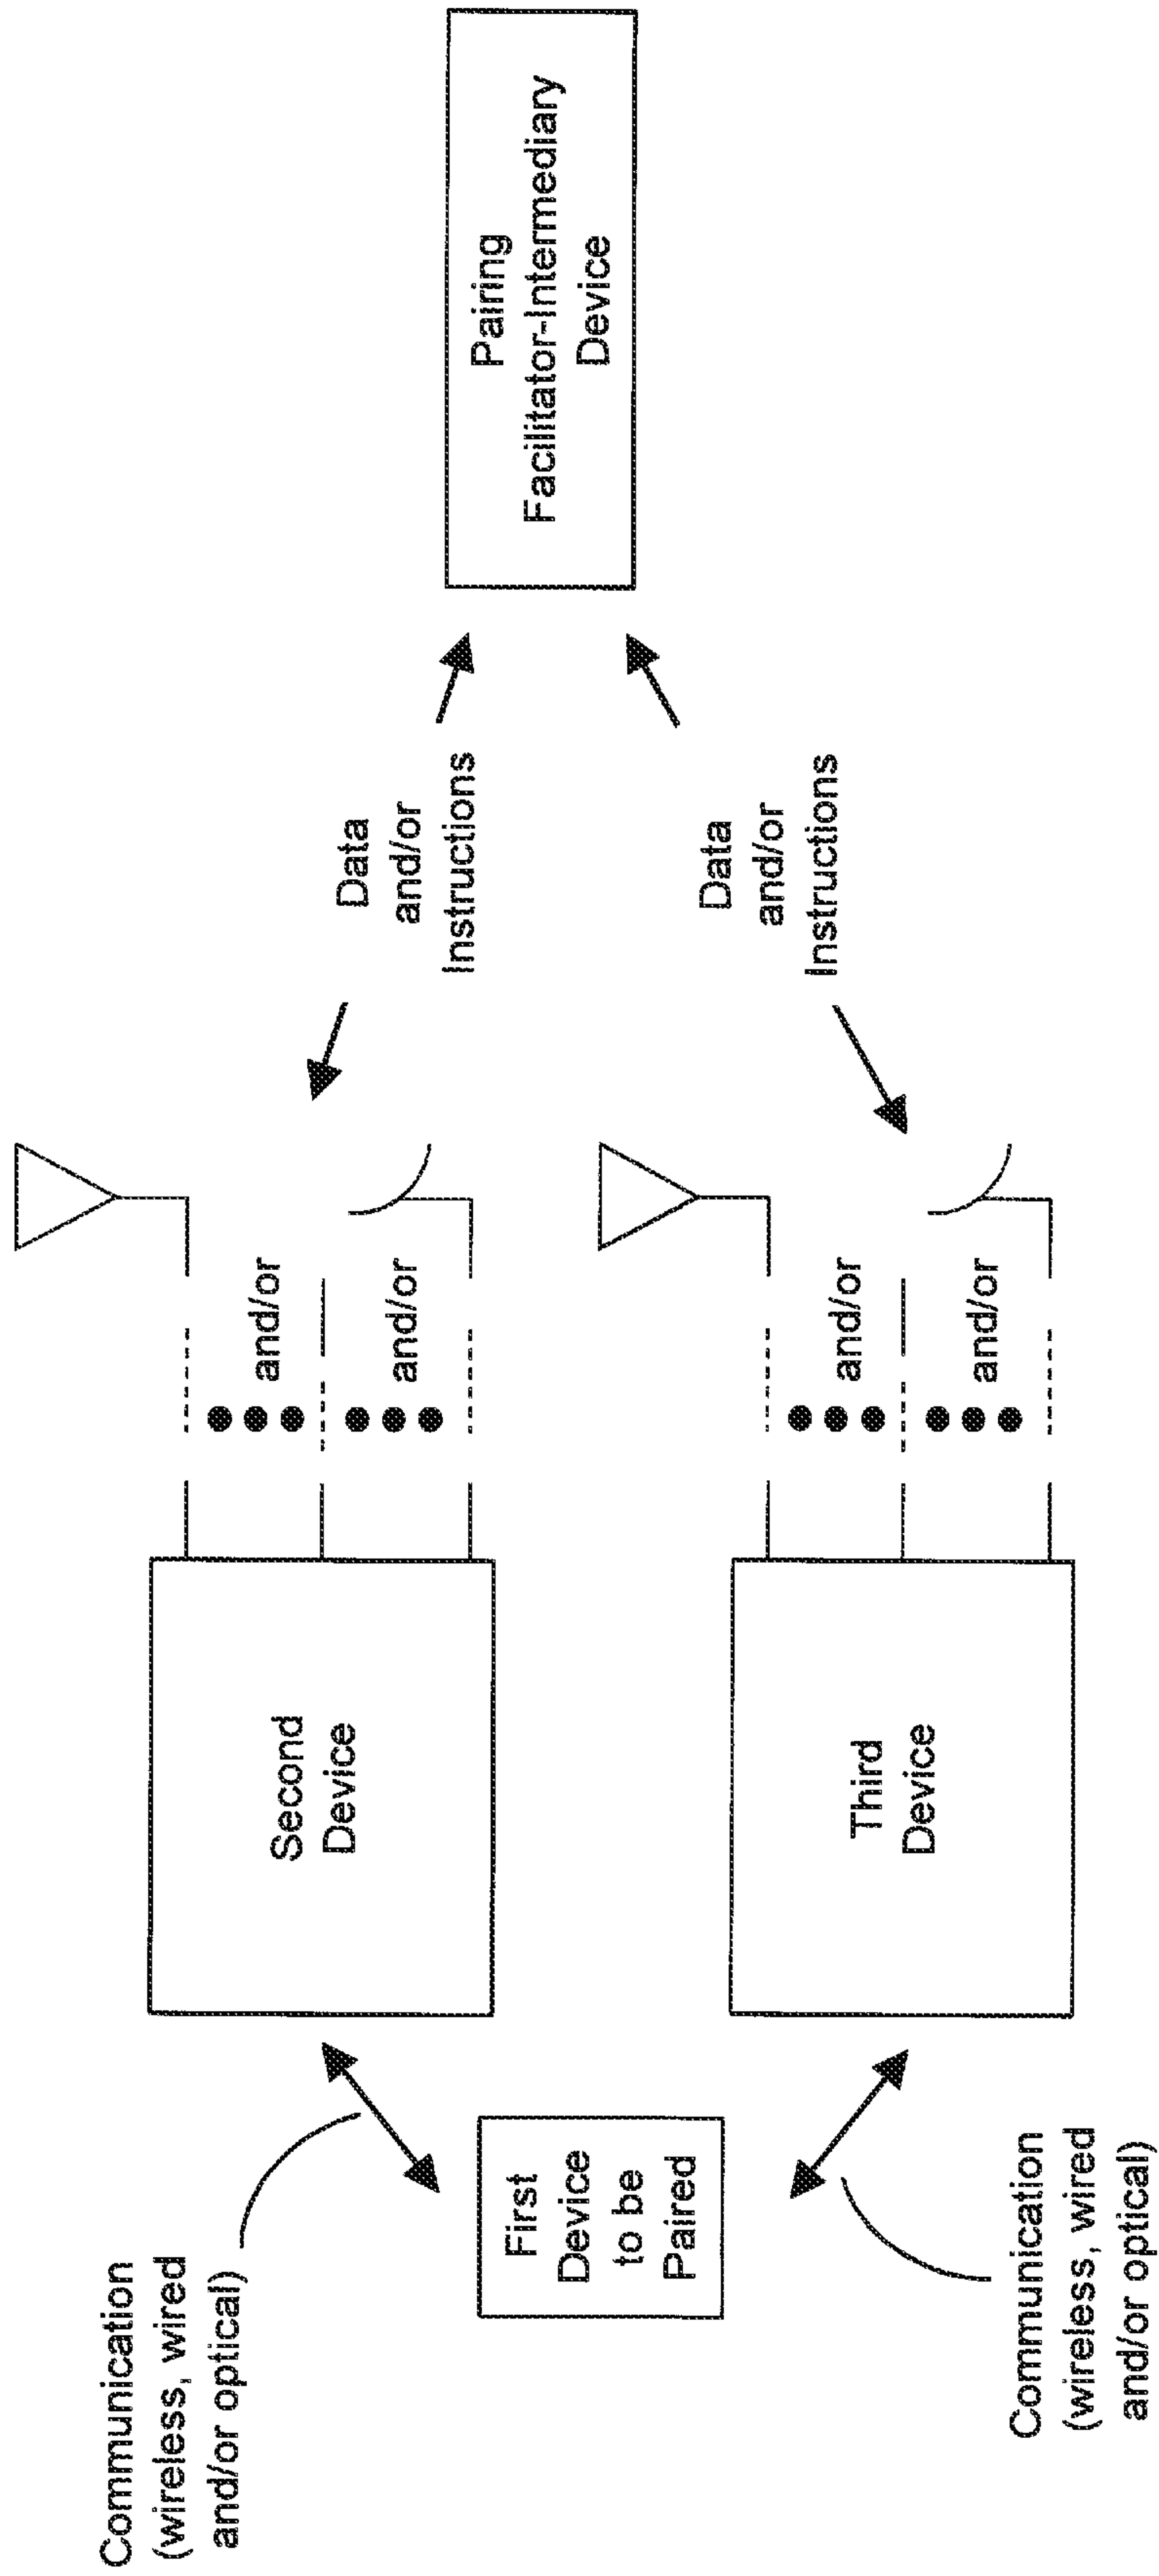 Communication
(wireless, wired
and/or optical)
First
Device
to be
Paired
Communication
(wireless, wired
and/or optical)
Second
Device
Third
Device
and/or
and/or
and/or
and/or
Data
and/or
Instructions
Data
and/or
Instructions
Pairing
Facilitator-Intermediary
Device